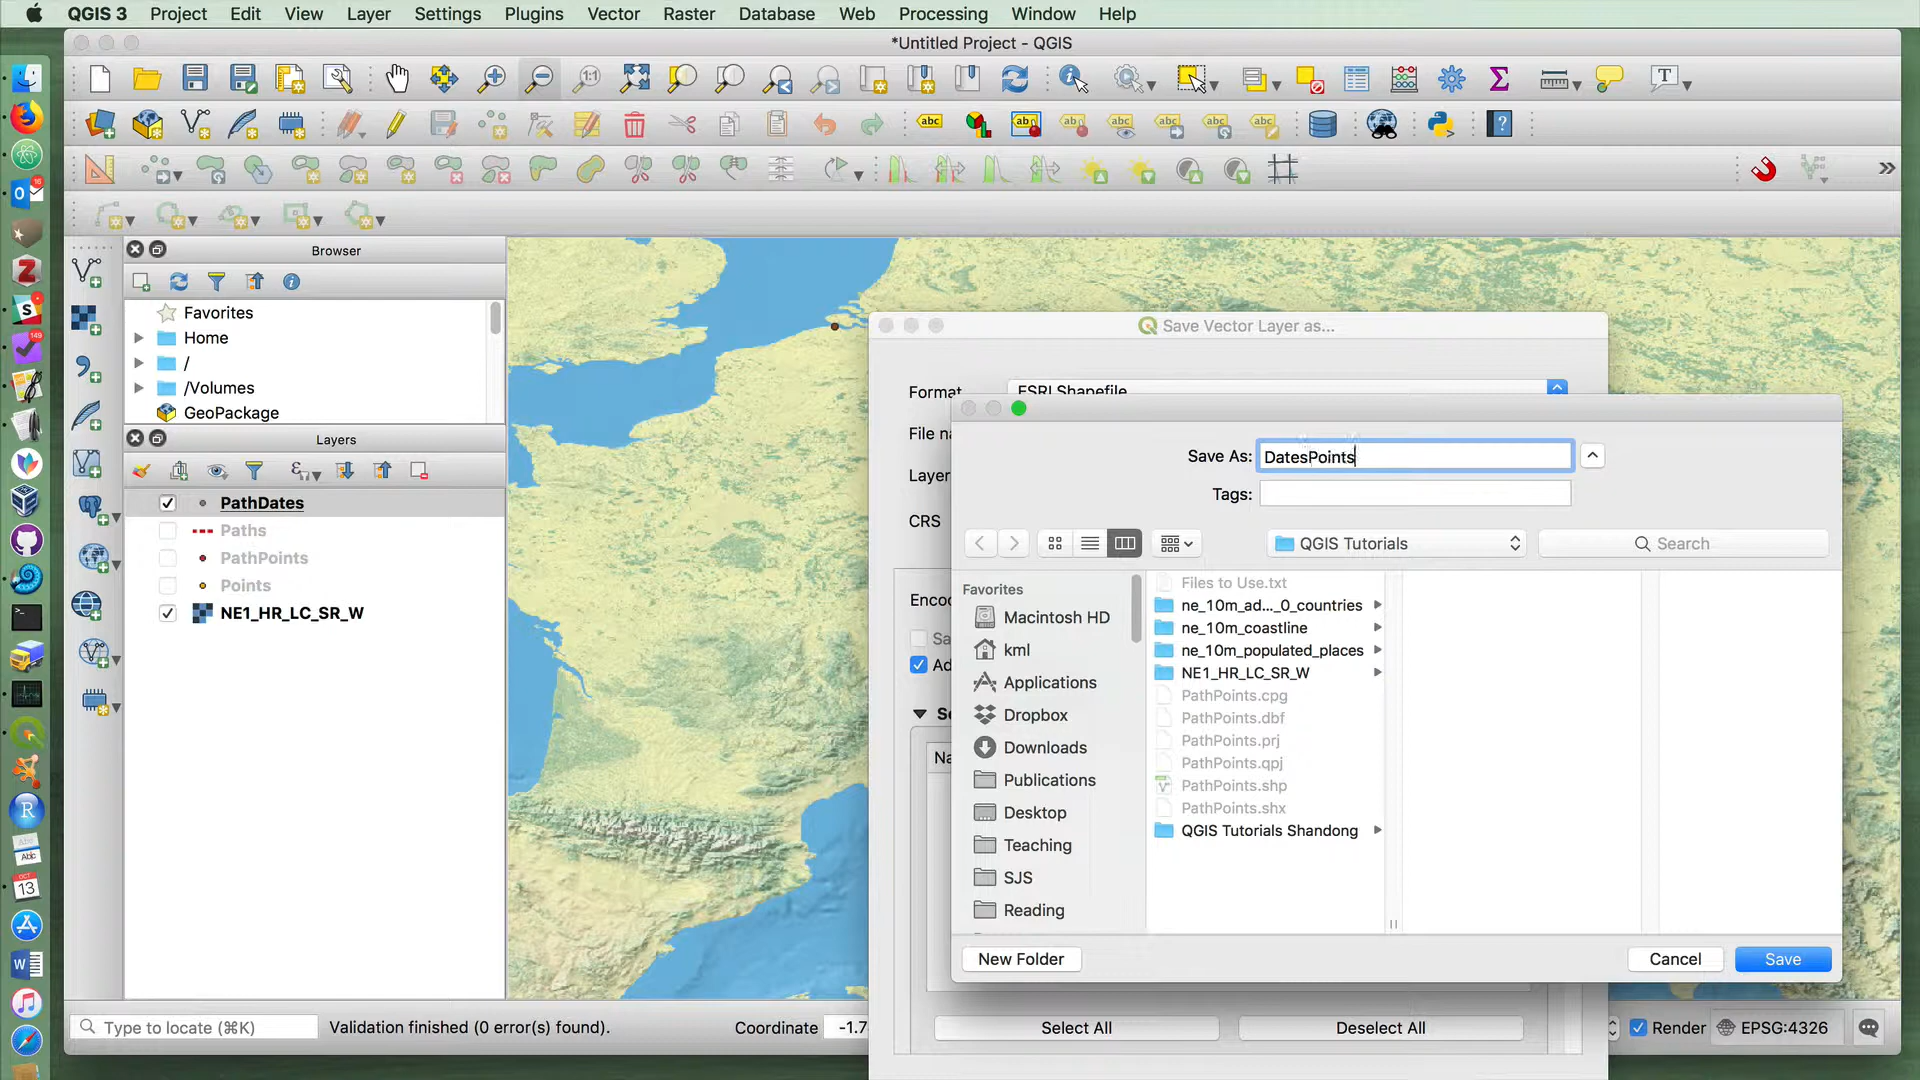 QGIS 3 Project Edit View Layer Settings Plugins Vector Raster Database Web Processing Window Help
*Untitled Project - QGIS
Browser
Favorites
Home
/
/Volumes
GeoPackage
Layers
PathDates
Paths
PathPoints
Points
NE1_HR_LC_SR_W
Save Vector Layer as...
Format ESRI Shapefile
File na
Layer
CRS
Enco
Sa
Ad
Se
Na
Save As: DatesPoints
Tags:
QGIS Tutorials
Search
Favorites
Macintosh HD
kml
Applications
Dropbox
Downloads
Publications
Desktop
Teaching
SJS
Reading
Files to Use.txt
ne_10m_ad..._0_countries
ne_10m_coastline
ne_10m_populated_places
NE1_HR_LC_SR_W
PathPoints.cpg
PathPoints.dbf
PathPoints.prj
PathPoints.qpj
PathPoints.shp
PathPoints.shx
QGIS Tutorials Shandong
New Folder
Cancel
Save
Select All
Deselect All
Type to locate (⌘K)
Validation finished (0 error(s) found).
Coordinate -1.7
Render
EPSG:4326